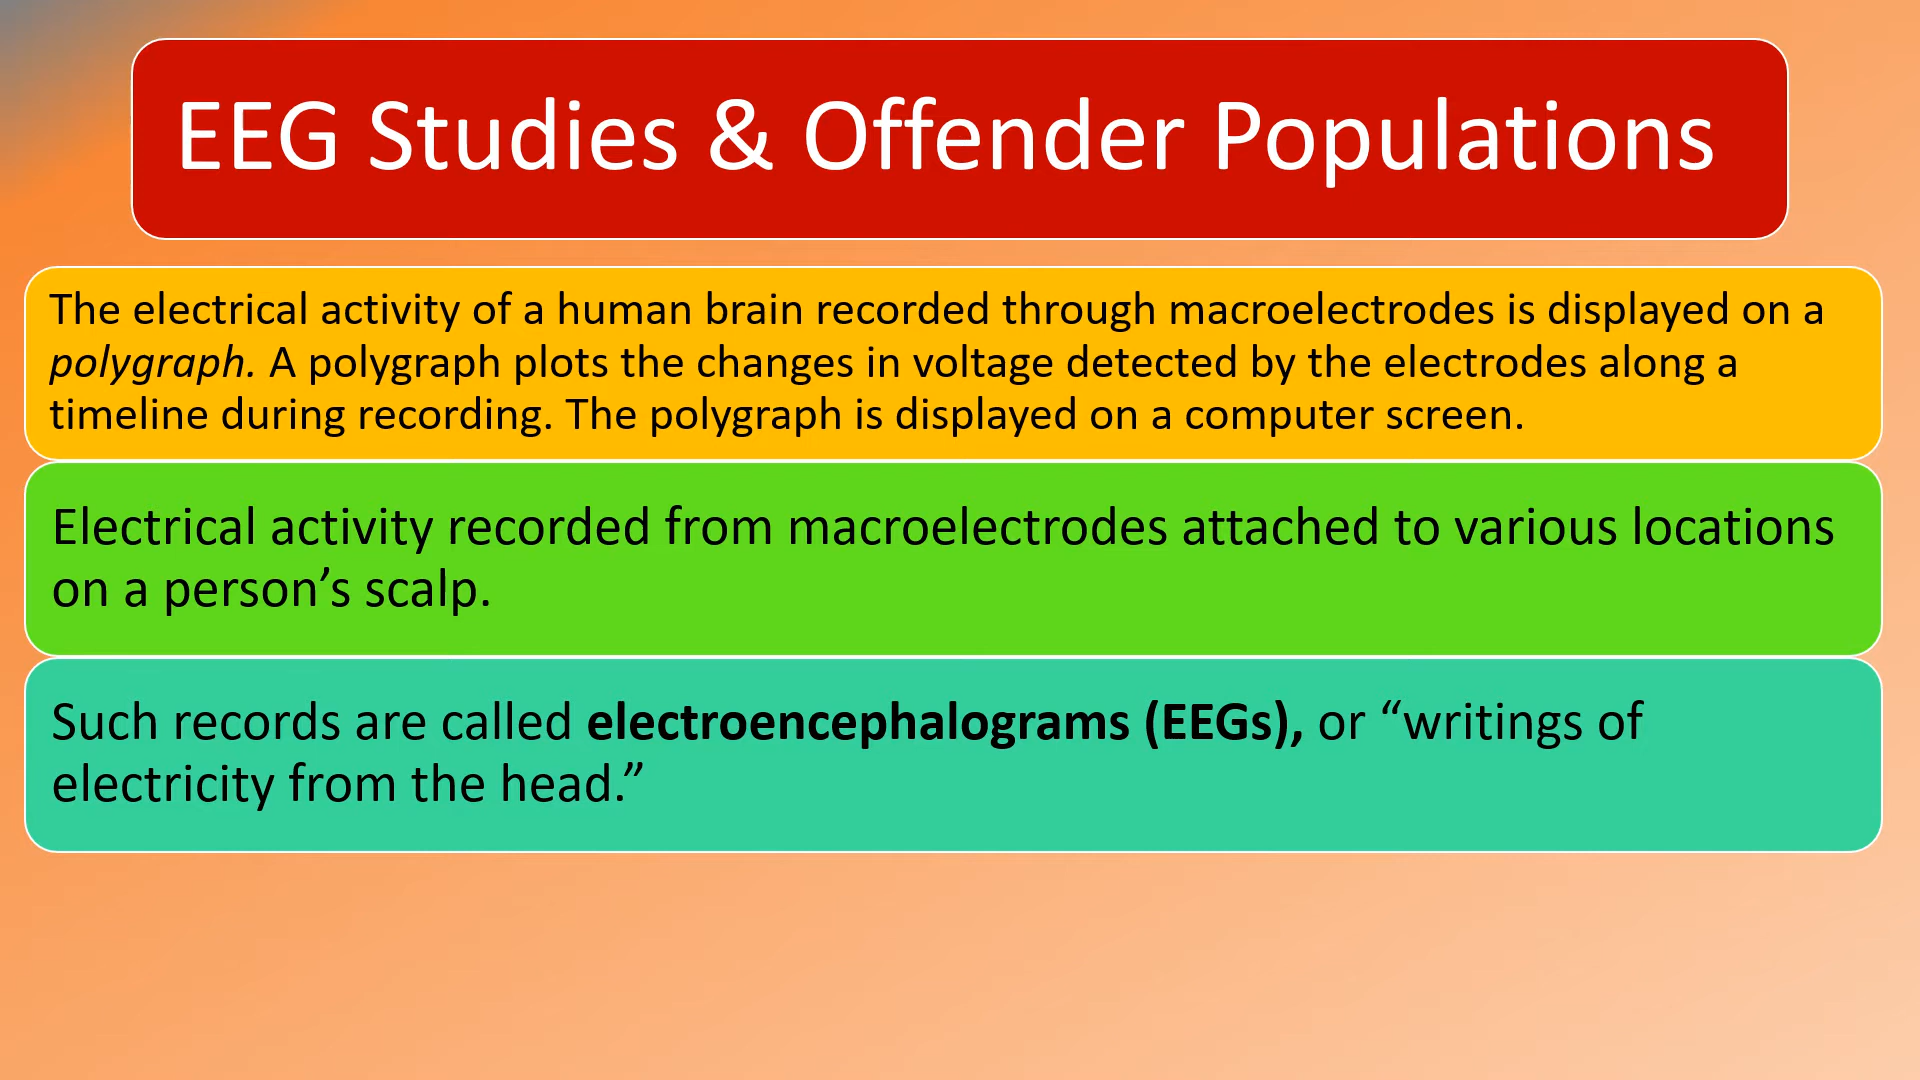 EEG Studies & Offender Populations
The electrical activity of a human brain recorded through macroelectrodes is displayed on a
polygraph. A polygraph plots the changes in voltage detected by the electrodes along a
timeline during recording. The polygraph is displayed on a computer screen.
Electrical activity recorded from macroelectrodes attached to various locations
on a person’s scalp.
Such records are called electroencephalograms (EEGs), or “writings of
electricity from the head.”